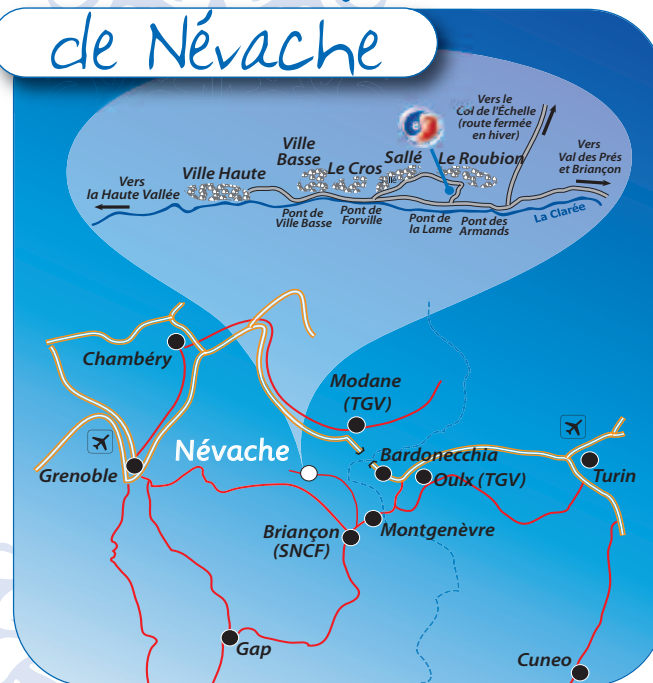 de Névache
Vers le
Col de l'Échelle
(route fermée
en hiver)
Vers
Val des Prés
et Briançon
Ville
Basse
Le Cros
Sallé
Le Roubion
Ville Haute
Vers
la Haute Vallée
Pont de
Ville Basse
Pont de
Forville
Pont de
la Lame
Pont des
Armands
La Clarée
Chambéry
Modane
(TGV)
Névache
Bardonecchia
Grenoble
Oulx (TGV)
Turin
Briançon
(SNCF)
Montgenèvre
Gap
Cuneo